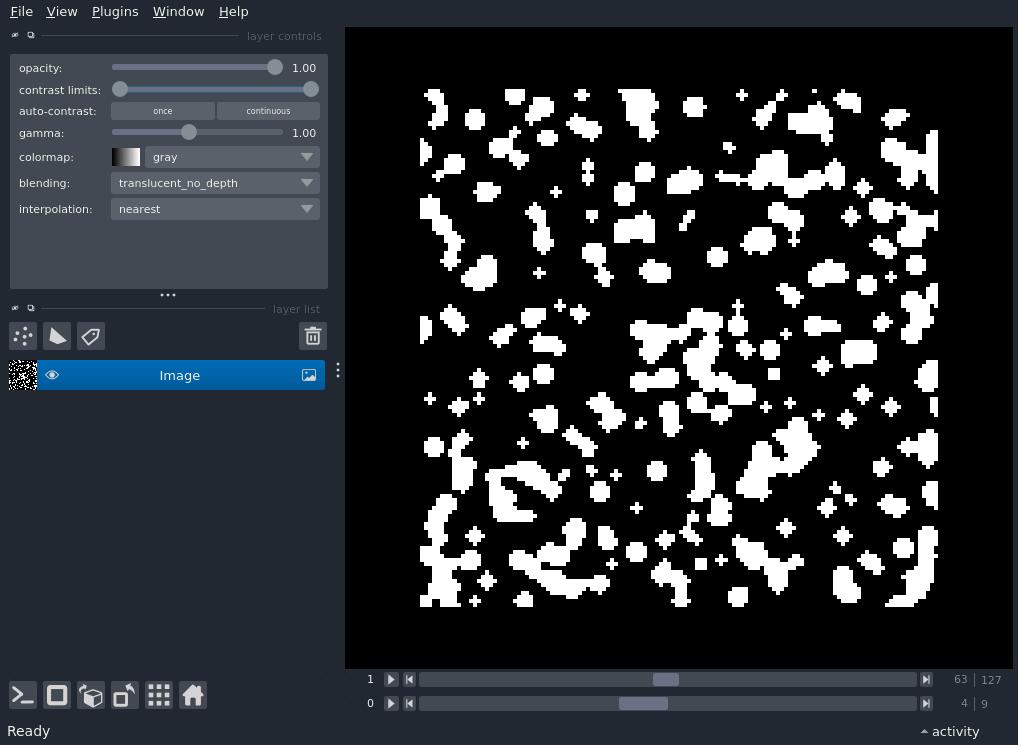 File View Plugins Window Help
layer controls
opacity: 1.00
contrast limits:
auto-contrast: once continuous
gamma: 1.00
colormap: gray
blending: translucent_no_depth
interpolation: nearest
layer list
Image
1 63 127
0 4 9
Ready activity